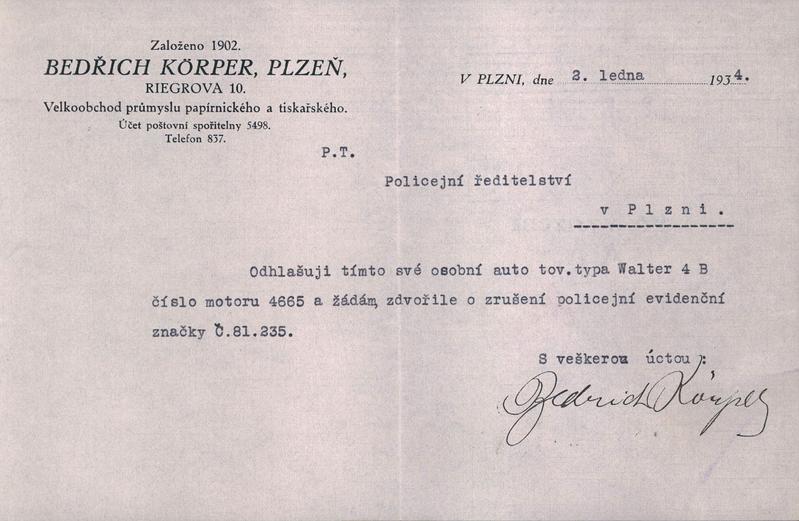 Založeno 1902.
BEDŘICH KÖRPER, PLZEŇ,
RIEGROVA 10.
Velkoobchod průmyslu papírnického a tiskařského.
Účet poštovní spořitelny 5498.
Telefon 837.
V PLZNI, dne 2. ledna 1934.
P.T.
Policejní ředitelství
v Plzni.
Odhlašuji tímto své osobní auto tov.typa Walter 4 B
číslo motoru 4665 a žádám, zdvořile o zrušení policejní evidenční
značky Č.81.235.
S veškerou úctou :
Bedrich Körper